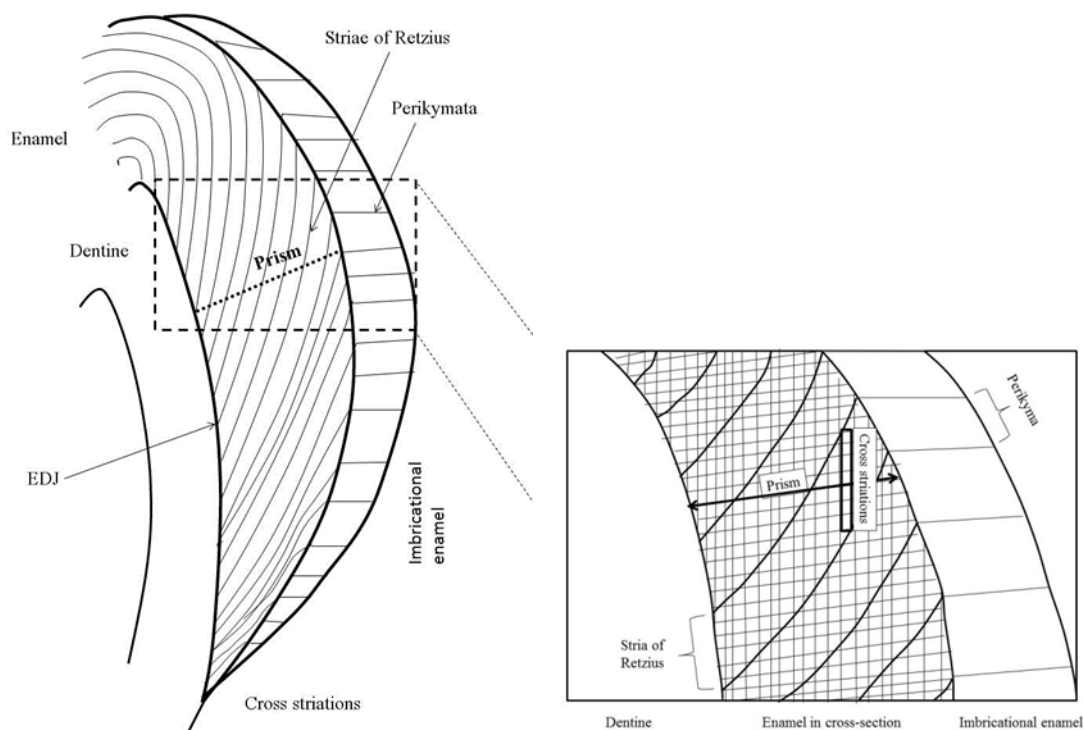 Striae of Retzius
Perikymata
Enamel
Dentine
Prism
EDJ
Imbricational
enamel
Cross striations
Perikyma
Cross striations
Prism
Stria of
Retzius
Dentine
Enamel in cross-section
Imbricational enamel